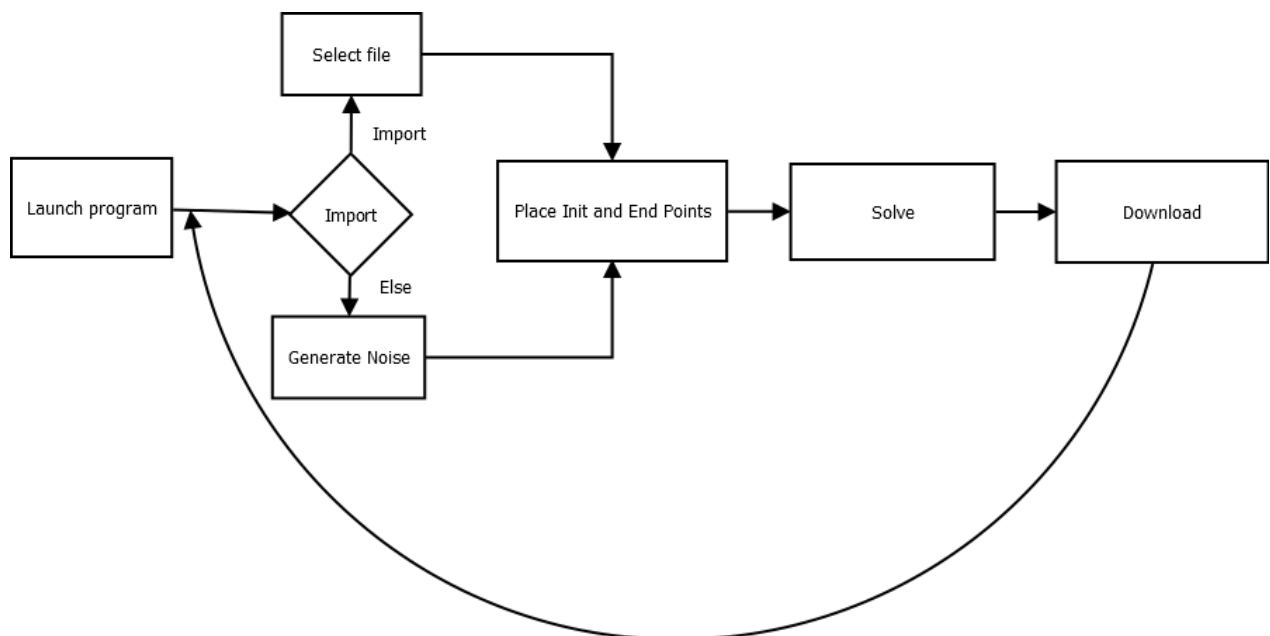 Select file
Import
Launch program
Import
Place Init and End Points
Solve
Download
Else
Generate Noise